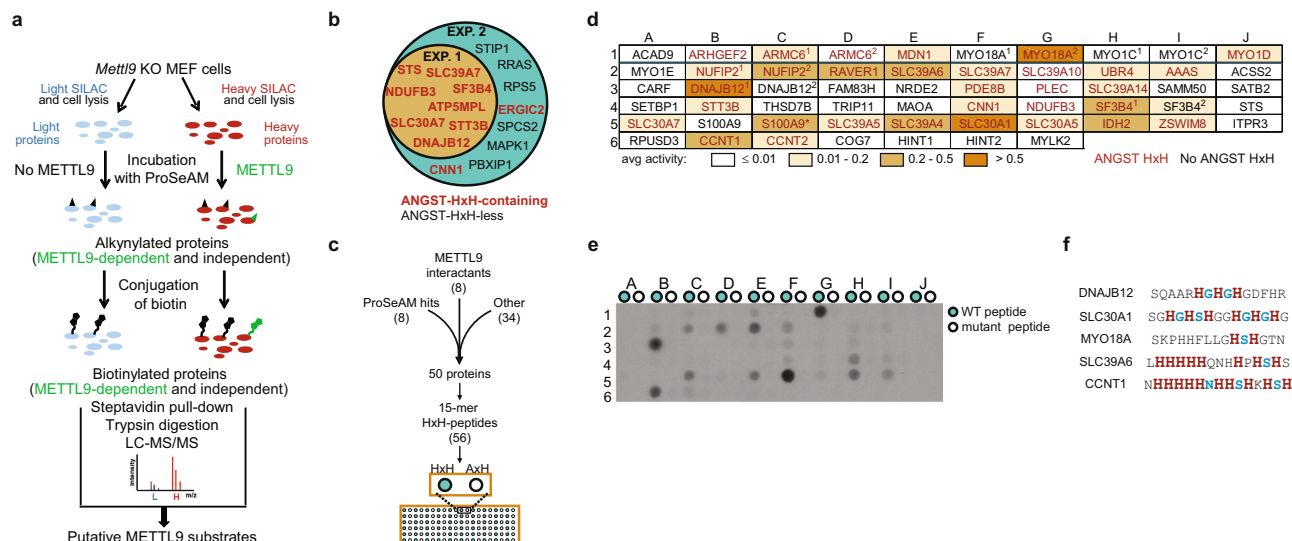 a
Mettl9 KO MEF cells
Light SILAC
and cell lysis
Heavy SILAC
and cell lysis
Light
proteins
Heavy
proteins
No METTL9
Incubation
with ProSeAM
METTL9
Alkynylated proteins
(METTL9-dependent and independent)
Conjugation
of biotin
Biotinylated proteins
(METTL9-dependent and independent)
Steptavidin pull-down
Trypsin digestion
LC-MS/MS
Intensity
L
H
m/z
Putative METTL9 substrates
b
EXP. 2
EXP. 1
STIP1
RRAS
RPS5
ERGIC2
SPCS2
MAPK1
PBXIP1
CNN1
STS
SLC39A7
NDUFB3
SF3B4
ATP5MPL
SLC30A7
STT3B
DNAJB12
ANGST-HxH-containing
ANGST-HxH-less
c
METTL9
interactants
(8)
ProSeAM hits
(8)
Other
(34)
50 proteins
15-mer
HxH-peptides
(56)
HxH
AxH
d
A B C D E F G H I J
1 ACAD9 ARHGEF2 ARMC6¹ ARMC6² MDN1 MYO18A¹ MYO18A² MYO1C¹ MYO1C² MYO1D
2 MYO1E NUFIP2¹ NUFIP2² RAVER1 SLC39A6 SLC39A7 SLC39A10 UBR4 AAAS ACSS2
3 CARF DNAJB12¹ DNAJB12² FAM83H NRDE2 PDE8B PLEC SLC39A14 SAMM50 SATB2
4 SETBP1 STT3B THSD7B TRIP11 MAOA CNN1 NDUFB3 SF3B4¹ SF3B4² STS
5 SLC30A7 S100A9 S100A9* SLC39A5 SLC39A4 SLC30A1 SLC30A5 IDH2 ZSWIM8 ITPR3
6 RPUSD3 CCNT1 CCNT2 COG7 HINT1 HINT2 MYLK2
avg activity: ≤ 0.01 0.01 - 0.2 0.2 - 0.5 > 0.5 ANGST HxH No ANGST HxH
e
A B C D E F G H I J
1
2
3
4
5
6
WT peptide
mutant peptide
f
DNAJB12 SQAARHGHGHGDFHR
SLC30A1 SGHGHSHGGHGHGHG
MYO18A SKPHHFLLGHSHGTN
SLC39A6 LHHHHHQNHHPHSHS
CCNT1 NHHHHHNHHSHKHSH